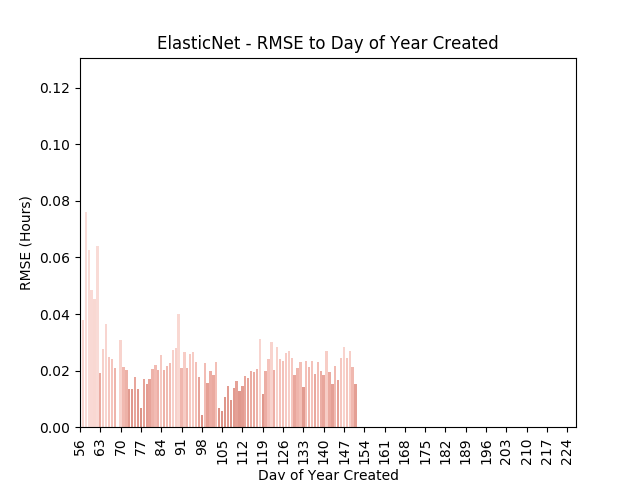 ElasticNet - RMSE to Day of Year Created
RMSE (Hours)
0.12
0.10
0.08
0.06
0.04
0.02
0.00
56 63 70 77 84 91 98 105 112 119 126 133 140 147 154 161 168 175 182 189 196 203 210 217 224
Day of Year Created